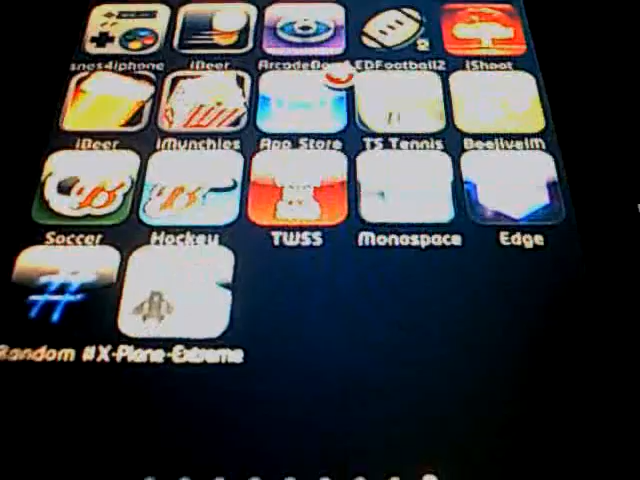 snes4iphone iBeer ArcadeBowl EDFootball2 iShoot
iBeer iMunchies App Store TS Tennis BeeJiveIM
Soccer Hockey TWSS Monospace Edge
Random # X-Plane-Extreme